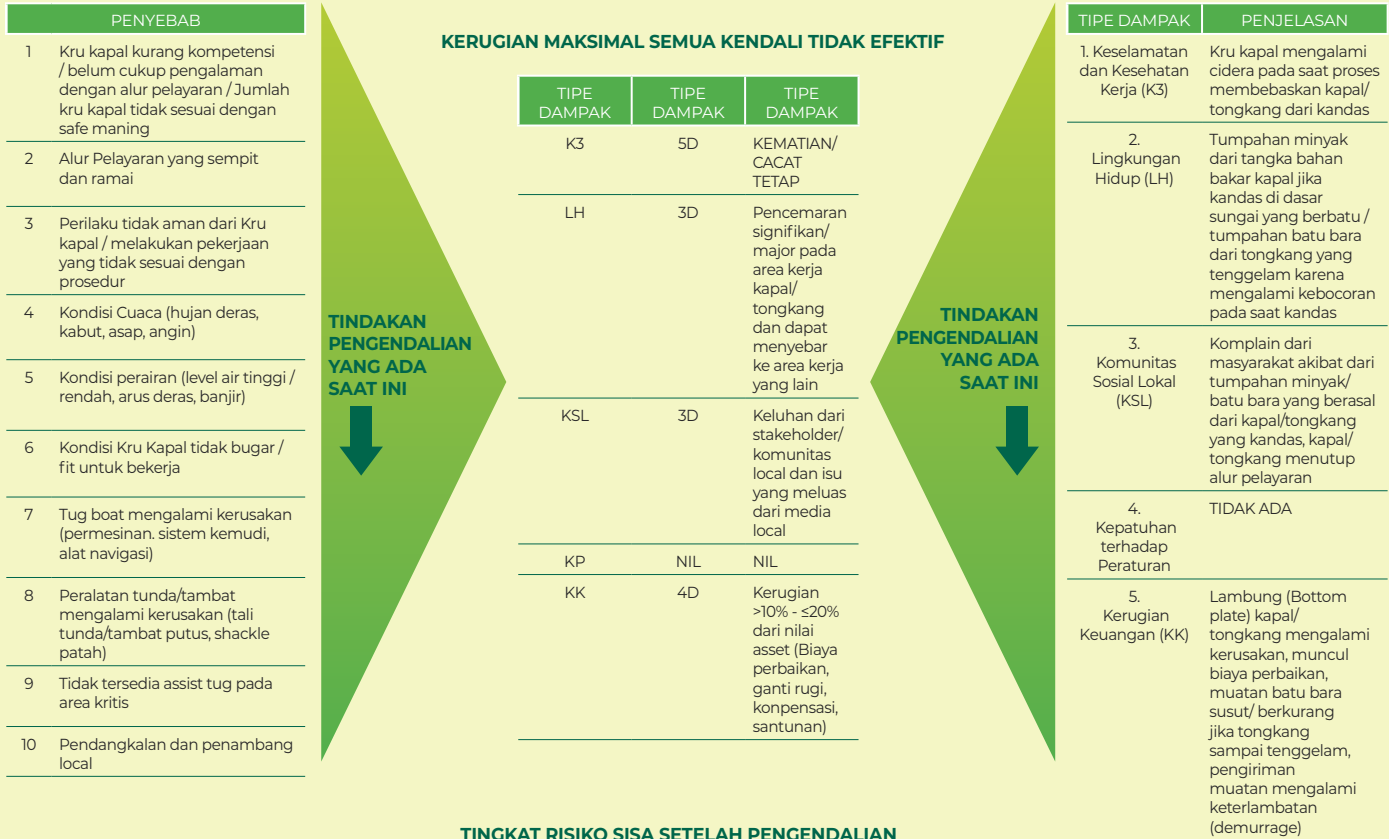 PENYEBAB
1 Kru kapal kurang kompetensi
/ belum cukup pengalaman
dengan alur pelayaran / Jumlah
kru kapal tidak sesuai dengan
safe maning
2 Alur Pelayaran yang sempit
dan ramai
3 Perilaku tidak aman dari Kru
kapal / melakukan pekerjaan
yang tidak sesuai dengan
prosedur
4 Kondisi Cuaca (hujan deras,
kabut, asap, angin)
5 Kondisi perairan (level air tinggi /
rendah, arus deras, banjir)
6 Kondisi Kru Kapal tidak bugar /
fit untuk bekerja
7 Tug boat mengalami kerusakan
(permesinan. sistem kemudi,
alat navigasi)
8 Peralatan tunda/tambat
mengalami kerusakan (tali
tunda/tambat putus, shackle
patah)
9 Tidak tersedia assist tug pada
area kritis
10 Pendangkalan dan penambang
local
TINDAKAN
PENGENDALIAN
YANG ADA
SAAT INI
KERUGIAN MAKSIMAL SEMUA KENDALI TIDAK EFEKTIF
TIPE
DAMPAK
TIPE
DAMPAK
TIPE
DAMPAK
K3 5D KEMATIAN/
CACAT
TETAP
LH 3D Pencemaran
signifikan/
major pada
area kerja
kapal/
tongkang
dan dapat
menyebar
ke area kerja
yang lain
KSL 3D Keluhan dari
stakeholder/
komunitas
local dan isu
yang meluas
dari media
local
KP NIL NIL
KK 4D Kerugian
>10% - ≤20%
dari nilai
asset (Biaya
perbaikan,
ganti rugi,
konpensasi,
santunan)
TINDAKAN
PENGENDALIAN
YANG ADA
SAAT INI
TIPE DAMPAK PENJELASAN
1. Keselamatan
dan Kesehatan
Kerja (K3)
Kru kapal mengalami
cidera pada saat proses
membebaskan kapal/
tongkang dari kandas
2.
Lingkungan
Hidup (LH)
Tumpahan minyak
dari tangka bahan
bakar kapal jika
kandas di dasar
sungai yang berbatu /
tumpahan batu bara
dari tongkang yang
tenggelam karena
mengalami kebocoran
pada saat kandas
3.
Komunitas
Sosial Lokal
(KSL)
Komplain dari
masyarakat akibat dari
tumpahan minyak/
batu bara yang berasal
dari kapal/tongkang
yang kandas, kapal/
tongkang menutup
alur pelayaran
4.
Kepatuhan
terhadap
Peraturan
TIDAK ADA
5.
Kerugian
Keuangan (KK)
Lambung (Bottom
plate) kapal/
tongkang mengalami
kerusakan, muncul
biaya perbaikan,
muatan batu bara
susut/ berkurang
jika tongkang
sampai tenggelam,
pengiriman
muatan mengalami
keterlambatan
(demurrage)
TINGKAT RISIKO SISA SETELAH PENGENDALIAN